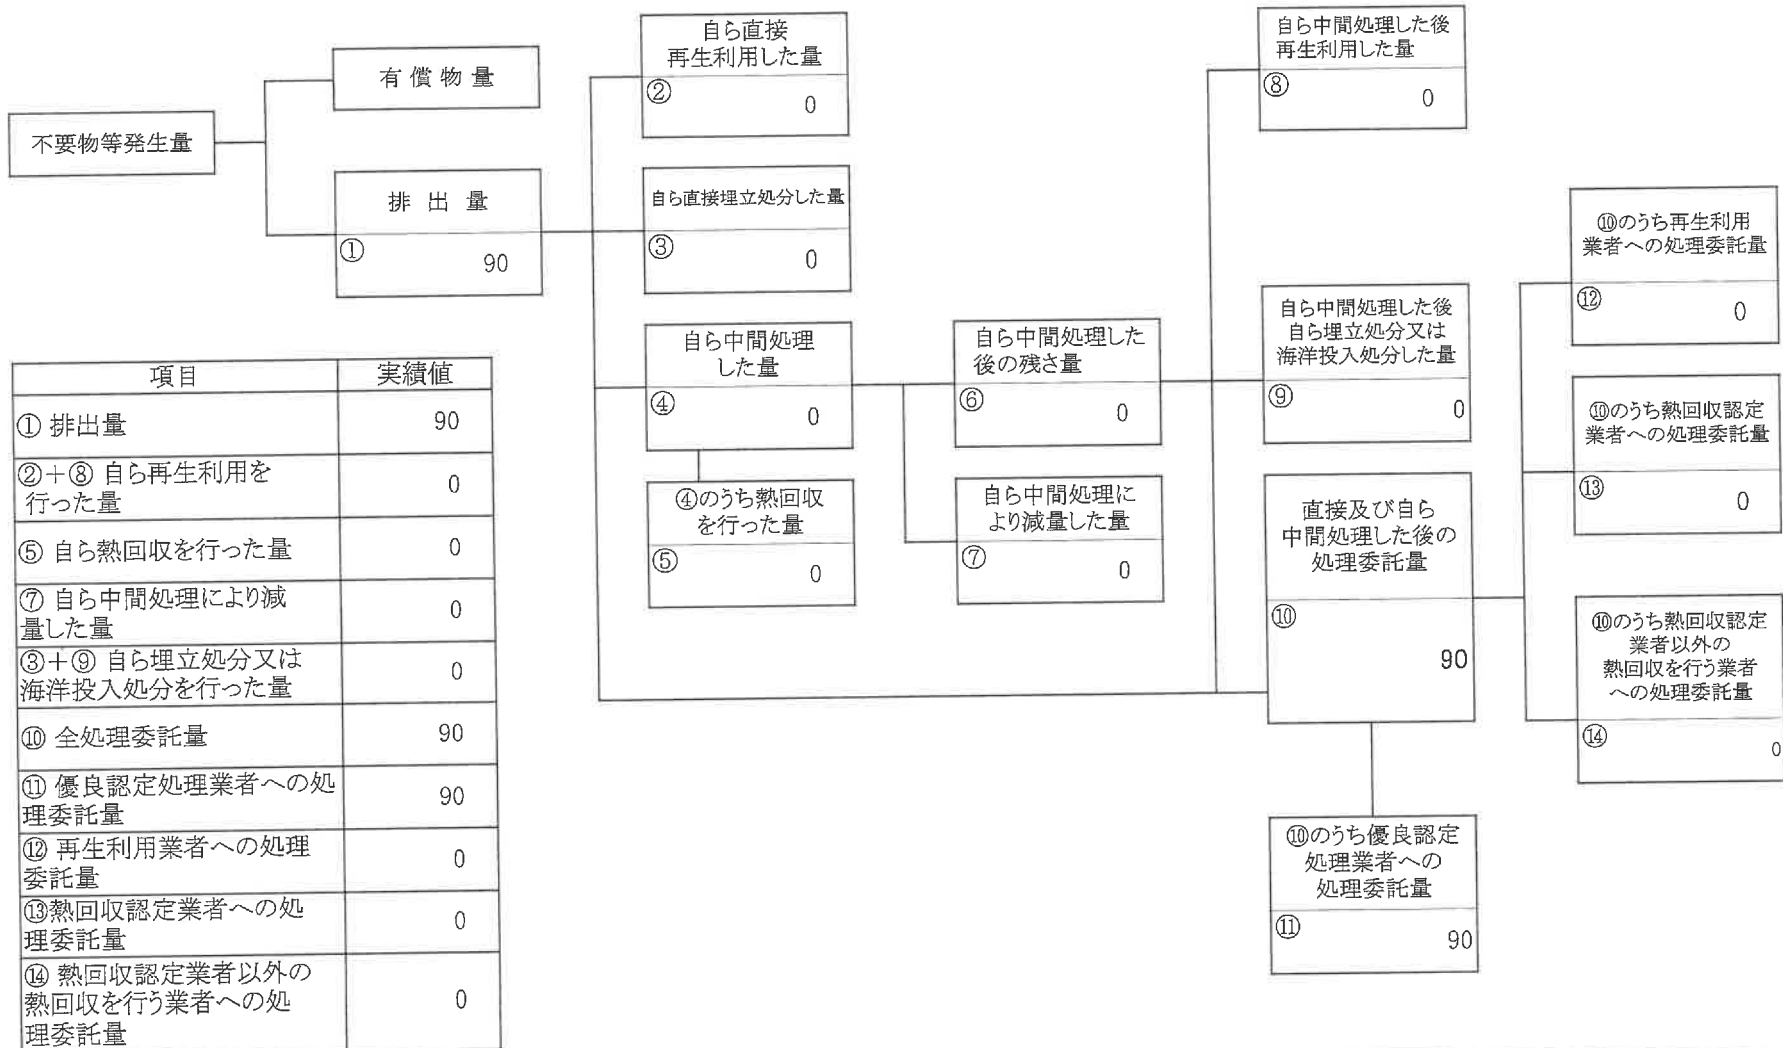 不要物等発生量
有償物量
排出量
①
90
自ら直接
再生利用した量
②
0
自ら直接埋立処分した量
③
0
自ら中間処理
した量
④
0
④のうち熱回収
を行った量
⑤
0
自ら中間処理した
後の残さ量
⑥
0
自ら中間処理に
より減量した量
⑦
0
自ら中間処理した後
再生利用した量
⑧
0
自ら中間処理した後
自ら埋立処分又は
海洋投入処分した量
⑨
0
直接及び自ら
中間処理した後の
処理委託量
⑩
90
⑩のうち優良認定
処理業者への
処理委託量
⑪
90
⑩のうち再生利用
業者への処理委託量
⑫
0
⑩のうち熱回収認定
業者への処理委託量
⑬
0
⑩のうち熱回収認定
業者以外の
熱回収を行う業者
への処理委託量
⑭
0
項目 実績値
① 排出量 90
②+⑧ 自ら再生利用を
行った量 0
⑤ 自ら熱回収を行った量 0
⑦ 自ら中間処理により減
量した量 0
③+⑨ 自ら埋立処分又は
海洋投入処分を行った量 0
⑩ 全処理委託量 90
⑪ 優良認定処理業者への処
理委託量 90
⑫ 再生利用業者への処理
委託量 0
⑬熱回収認定業者への処
理委託量 0
⑭ 熱回収認定業者以外の
熱回収を行う業者への処
理委託量 0